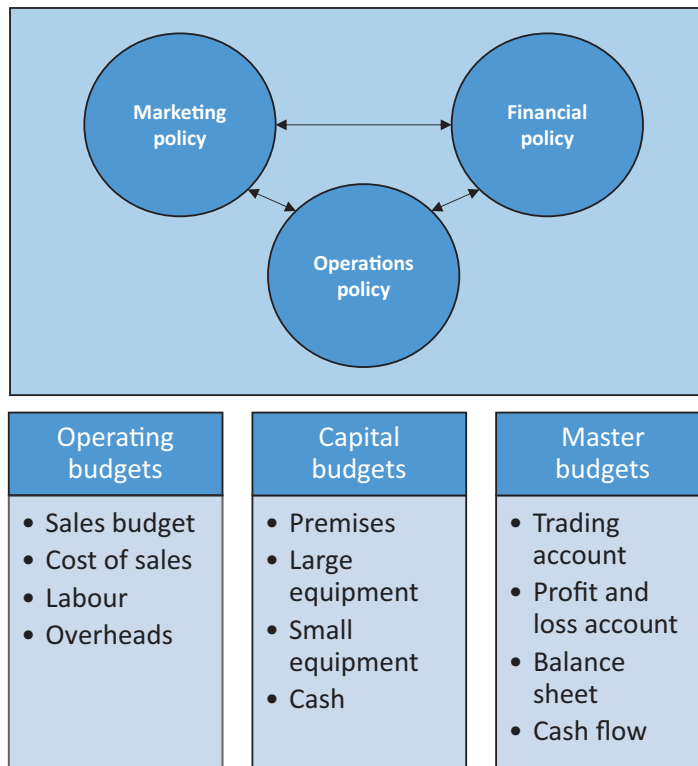 Marketing
policy
Financial
policy
Operations
policy
Operating
budgets
• Sales budget
• Cost of sales
• Labour
• Overheads
Capital
budgets
• Premises
• Large
equipment
• Small
equipment
• Cash
Master
budgets
• Trading
account
• Profit and
loss account
• Balance
sheet
• Cash flow